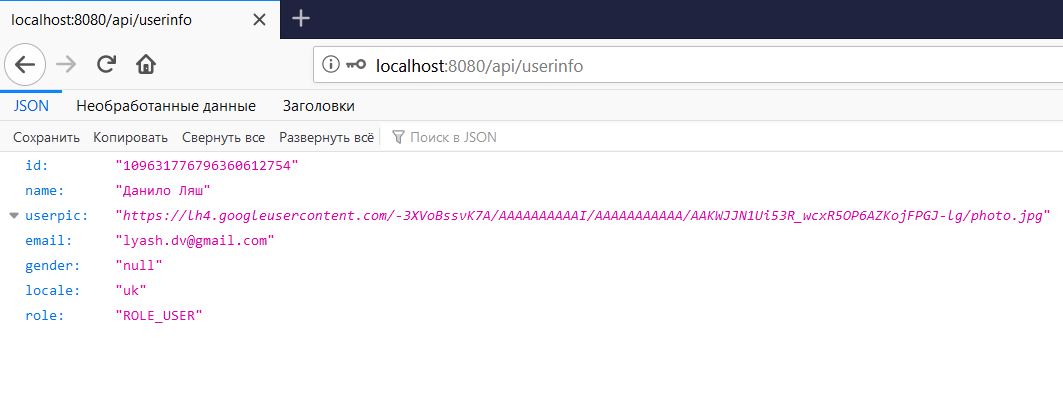 localhost:8080/api/userinfo
localhost:8080/api/userinfo
JSON Необработанные данные Заголовки
Сохранить Копировать Свернуть все Развернуть всё Поиск в JSON
id: "109631776796360612754"
name: "Данило Ляш"
userpic: "https://lh4.googleusercontent.com/-3XVoBssvK7A/AAAAAAAAAAI/AAAAAAAAAAA/AAKWJJN1Ui53R_wcxR5OP6AZKojFPGJ-lg/photo.jpg"
email: "lyash.dv@gmail.com"
gender: "null"
locale: "uk"
role: "ROLE_USER"